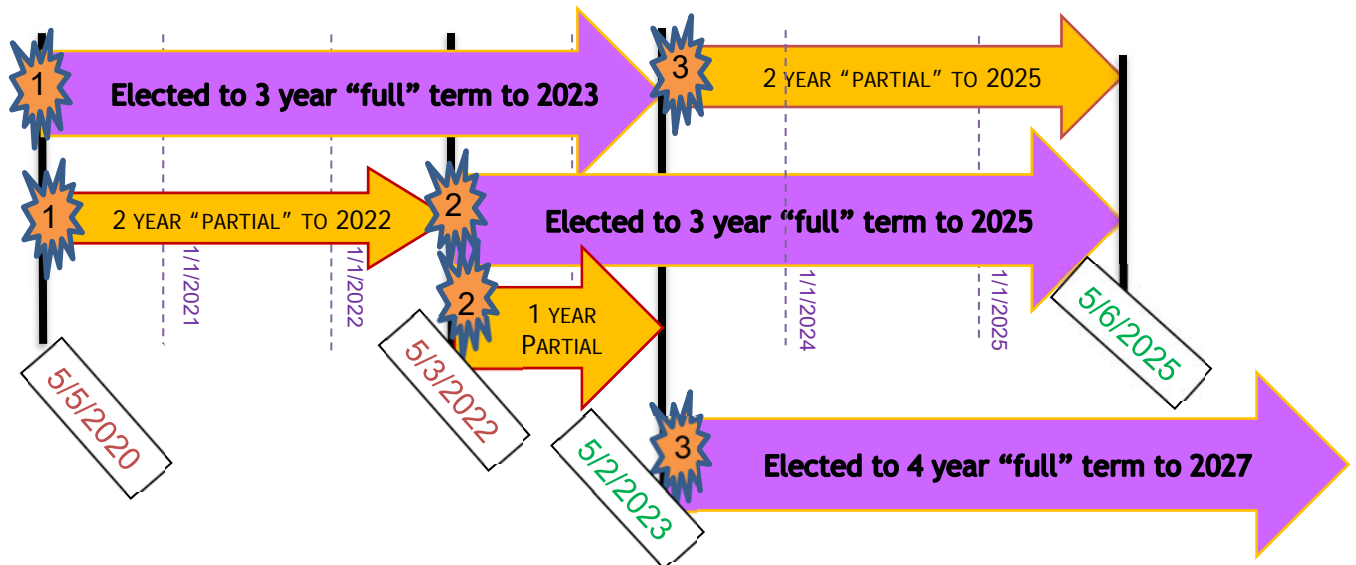 1
Elected to 3 year “full” term to 2023
3
2 YEAR “PARTIAL” TO 2025
1
2 YEAR “PARTIAL” TO 2022
2
Elected to 3 year “full” term to 2025
1/1/2021
1/1/2022
2
1 YEAR
PARTIAL
1/1/2024
1/1/2025
5/5/2020
5/3/2022
5/2/2023
5/6/2025
3
Elected to 4 year “full” term to 2027